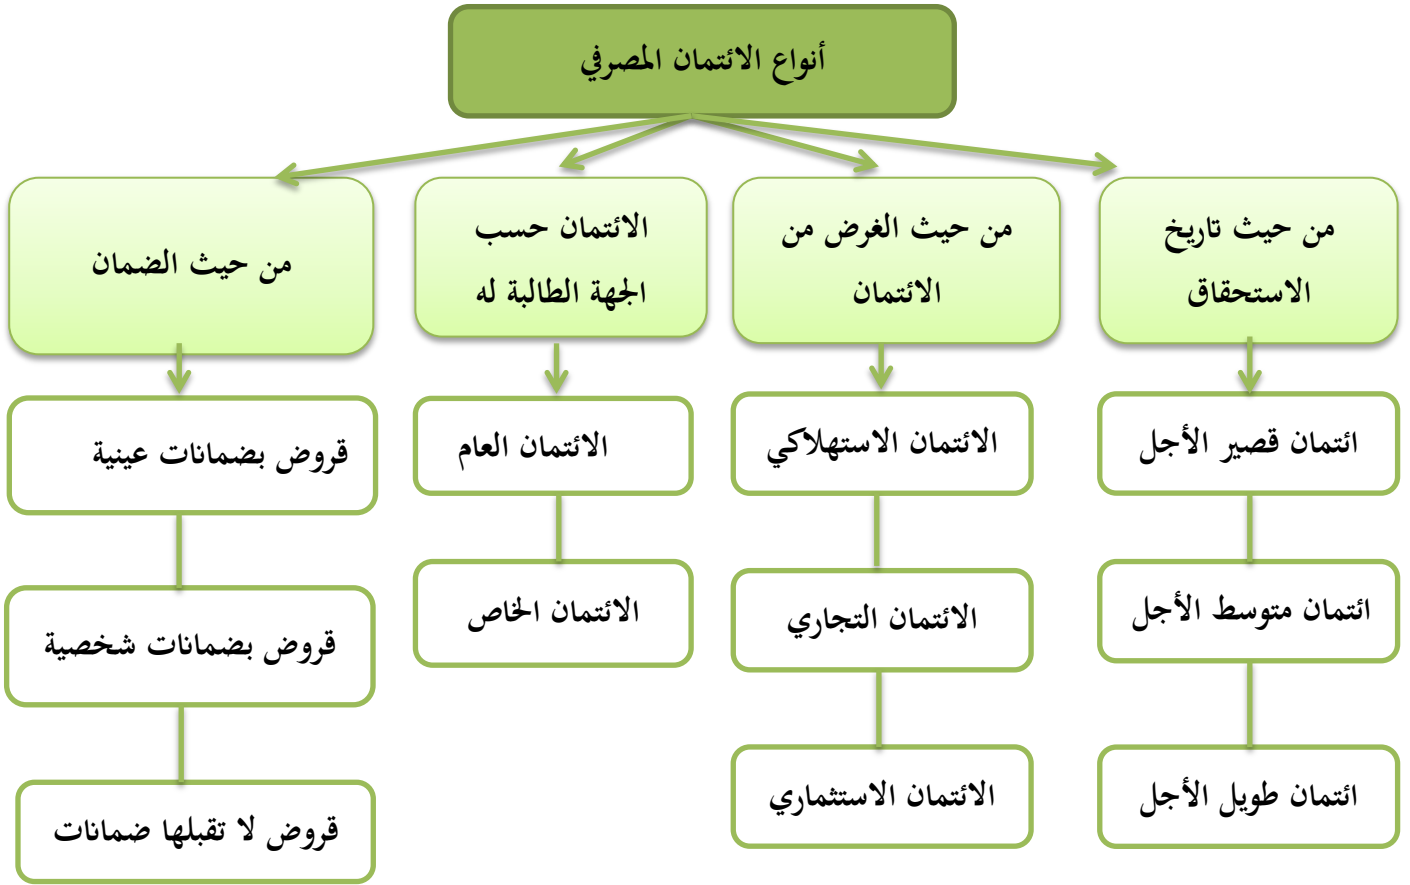 أنواع الائتمان المصرفي
من حيث تاريخ
الاستحقاق
ائتمان قصير الأجل
ائتمان متوسط الأجل
ائتمان طويل الأجل
من حيث الغرض من
الائتمان
الائتمان الاستهلاكي
الائتمان التجاري
الائتمان الاستثماري
الائتمان حسب
الجهة الطالبة له
الائتمان العام
الائتمان الخاص
من حيث الضمان
قروض بضمانات عينية
قروض بضمانات شخصية
قروض لا تقبلها ضمانات